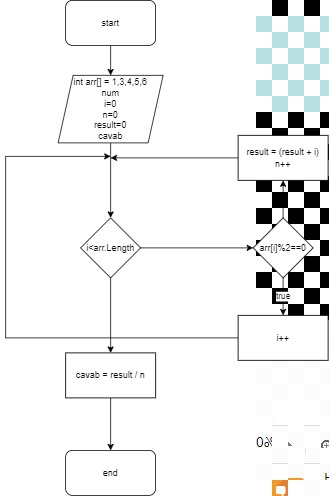 start
int arr[] = 1,3,4,5,6
num
i=0
n=0
result=0
cavab
result = (result + i)
n++
i<arr.Length
arr[i]%2==0
true
i++
cavab = result / n
end